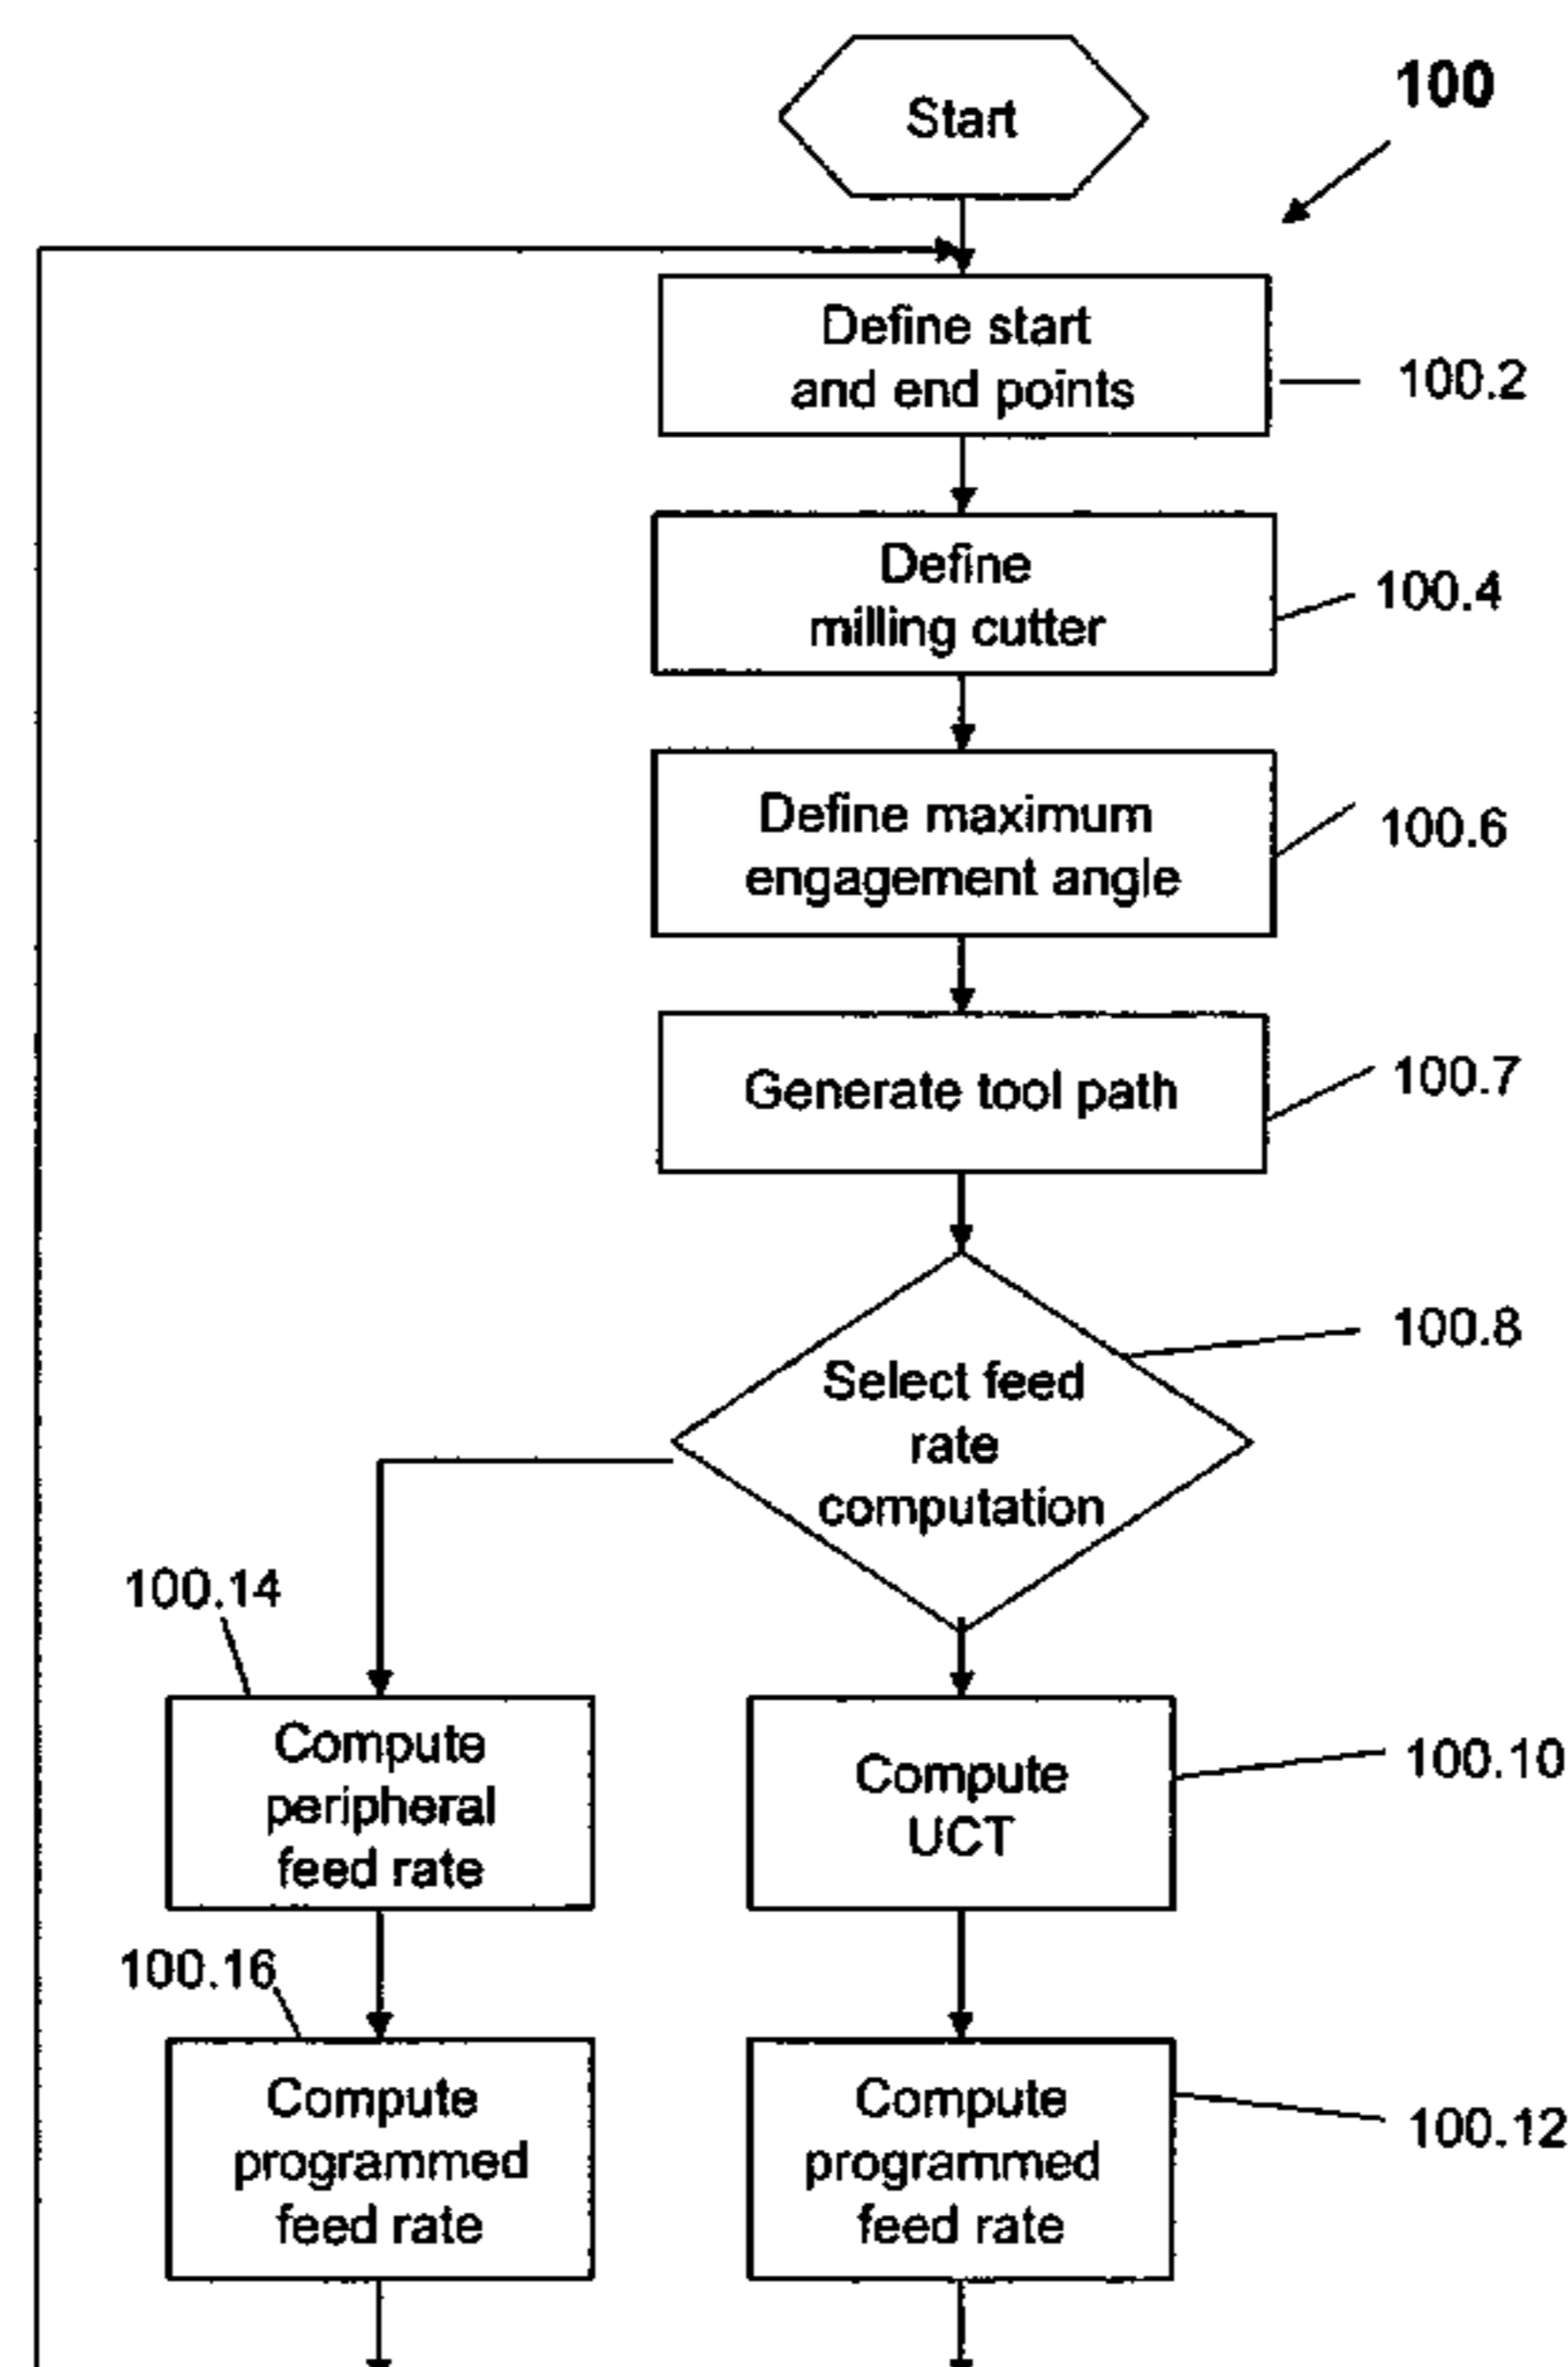 Start
100
Define start
and end points
100.2
Define
milling cutter
100.4
Define maximum
engagement angle
100.6
Generate tool path
100.7
Select feed
rate
computation
100.8
100.14
Compute
peripheral
feed rate
Compute
UCT
100.10
100.16
Compute
programmed
feed rate
Compute
programmed
feed rate
100.12